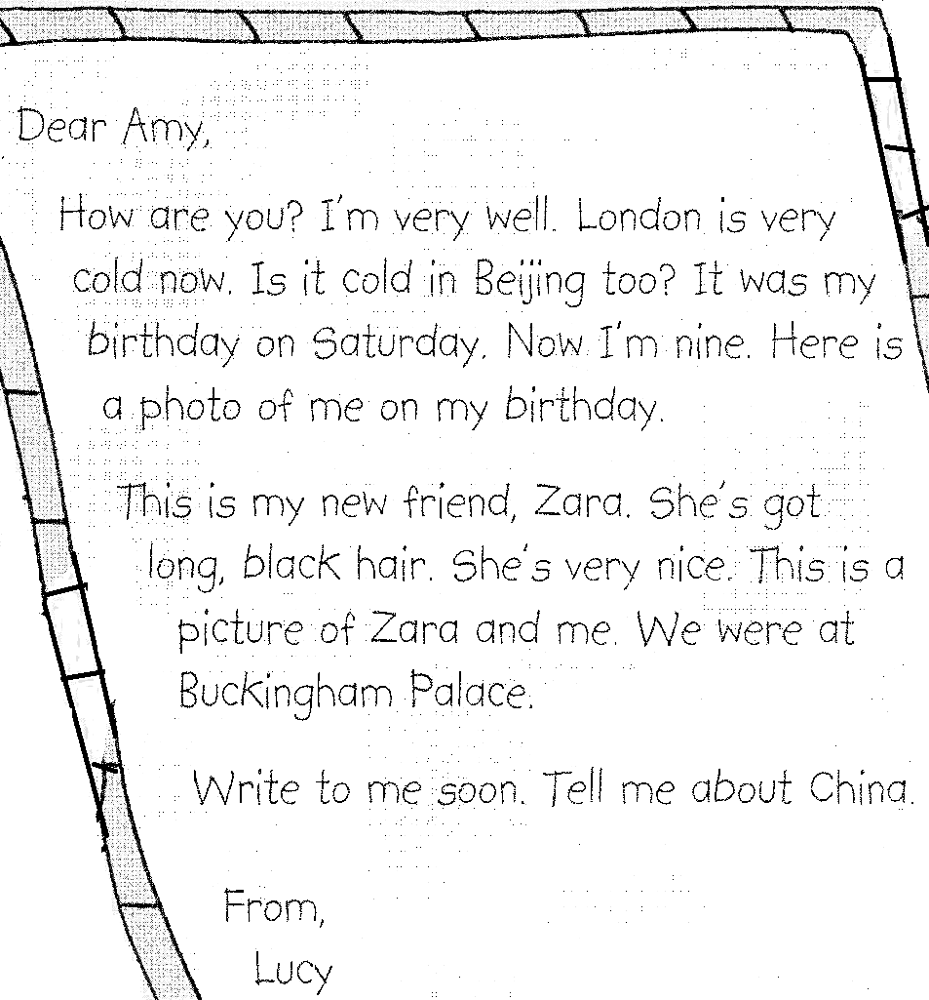 Dear Amy,
How are you? I'm very well. London is very
cold now. Is it cold in Beijing too? It was my
birthday on Saturday. Now I'm nine. Here is
a photo of me on my birthday.
This is my new friend, Zara. She's got
long, black hair. She's very nice. This is a
picture of Zara and me. We were at
Buckingham Palace.
Write to me soon. Tell me about China.
From,
Lucy